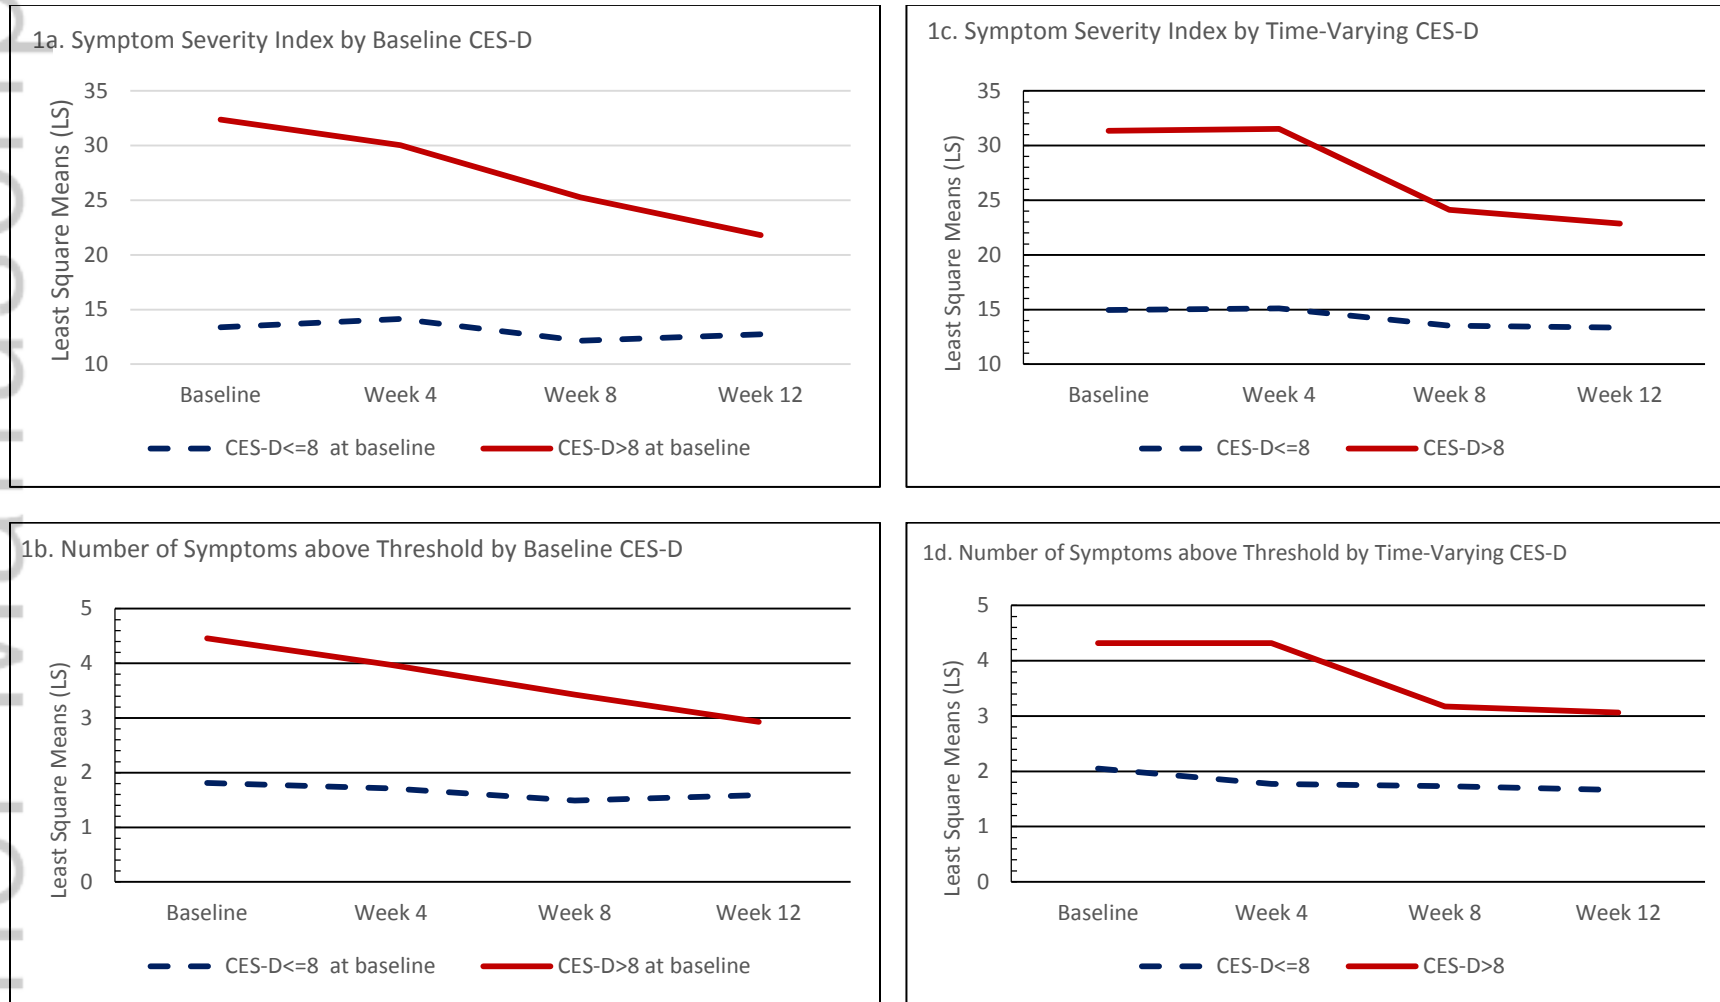 1a. Symptom Severity Index by Baseline CES-D
Least Square Means (LS)
35
30
25
20
15
10
Baseline Week 4 Week 8 Week 12
CES-D<=8 at baseline CES-D>8 at baseline
1c. Symptom Severity Index by Time-Varying CES-D
Least Square Means (LS)
35
30
25
20
15
10
Baseline Week 4 Week 8 Week 12
CES-D<=8 CES-D>8
1b. Number of Symptoms above Threshold by Baseline CES-D
Least Square Means (LS)
5
4
3
2
1
0
Baseline Week 4 Week 8 Week 12
CES-D<=8 at baseline CES-D>8 at baseline
1d. Number of Symptoms above Threshold by Time-Varying CES-D
Least Square Means (LS)
5
4
3
2
1
0
Baseline Week 4 Week 8 Week 12
CES-D<=8 CES-D>8